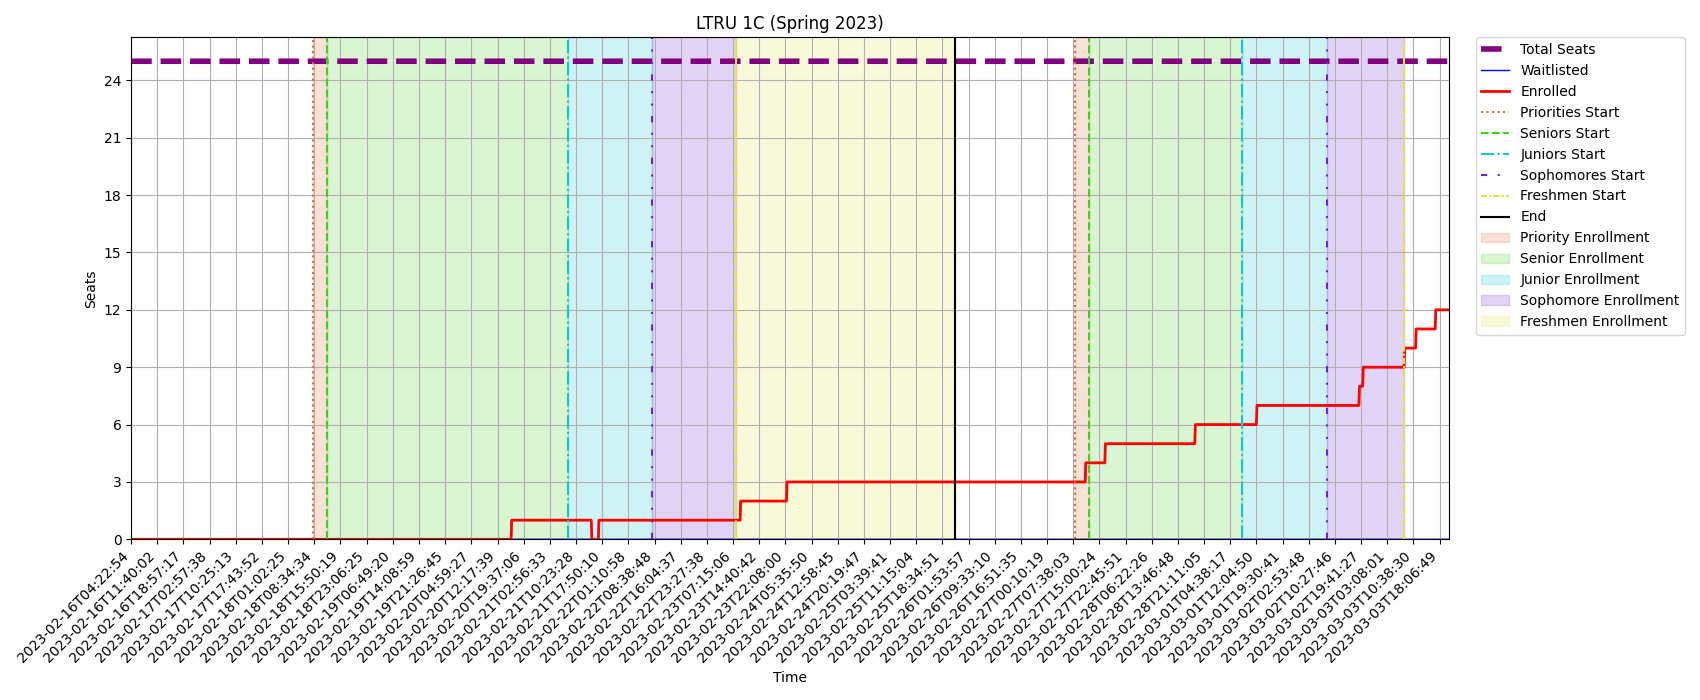 LTRU 1C (Spring 2023)
Seats
24
21
18
15
12
9
6
3
0
2023-02-16T04:22:54
2023-02-16T11:40:02
2023-02-16T18:57:17
2023-02-17T02:57:38
2023-02-17T10:25:13
2023-02-17T17:43:52
2023-02-18T01:02:25
2023-02-18T08:34:34
2023-02-18T15:50:19
2023-02-18T23:06:25
2023-02-19T06:49:20
2023-02-19T14:08:59
2023-02-19T21:26:45
2023-02-20T04:59:27
2023-02-20T12:17:39
2023-02-20T19:37:06
2023-02-21T02:56:33
2023-02-21T10:23:28
2023-02-21T17:50:10
2023-02-22T01:10:58
2023-02-22T08:38:48
2023-02-22T16:04:37
2023-02-22T23:27:38
2023-02-23T07:15:06
2023-02-23T14:40:42
2023-02-23T22:08:00
2023-02-24T05:35:50
2023-02-24T12:58:45
2023-02-24T20:19:47
2023-02-25T03:39:41
2023-02-25T11:15:04
2023-02-25T18:34:51
2023-02-26T01:53:57
2023-02-26T09:33:10
2023-02-26T16:51:35
2023-02-27T00:10:19
2023-02-27T07:38:03
2023-02-27T15:00:24
2023-02-27T22:45:51
2023-02-28T06:22:26
2023-02-28T13:46:48
2023-02-28T21:11:05
2023-03-01T04:38:17
2023-03-01T12:04:50
2023-03-01T19:30:41
2023-03-02T02:53:48
2023-03-02T10:27:46
2023-03-02T19:41:27
2023-03-03T03:08:01
2023-03-03T10:38:30
2023-03-03T18:06:49
Time
Total Seats
Waitlisted
Enrolled
Priorities Start
Seniors Start
Juniors Start
Sophomores Start
Freshmen Start
End
Priority Enrollment
Senior Enrollment
Junior Enrollment
Sophomore Enrollment
Freshmen Enrollment